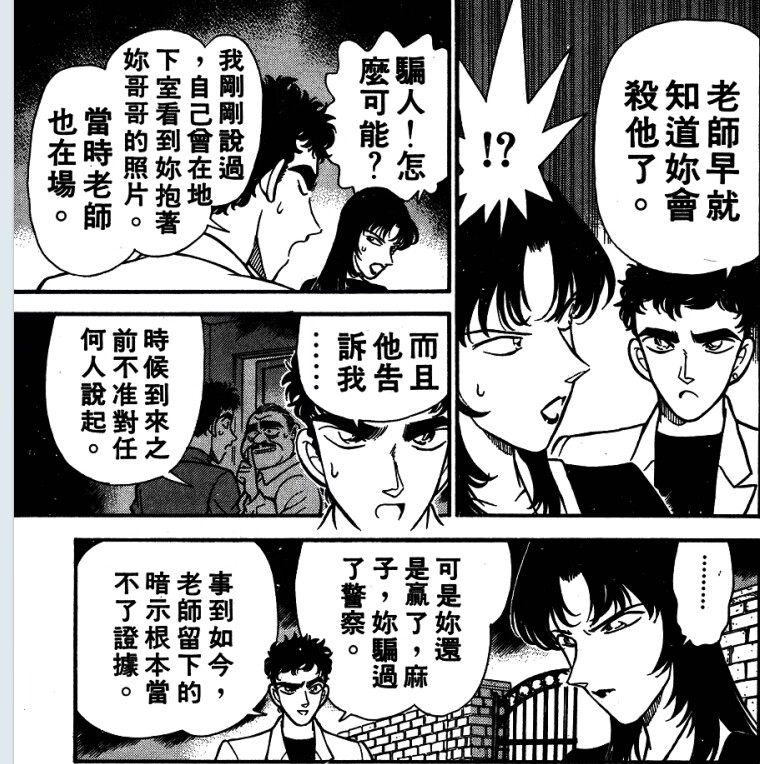 老師早就
知道妳會
殺他了。
!?
騙人！怎
麼可能？
我剛剛說過
，自己曾在地
下室看到妳抱著
妳哥哥的照片。
當時老師
也在場。
而且
他告
訴我
……
時候到來之
前不准對任
何人說起。
……
可是妳還
是贏了，麻
子，妳騙過
了警察。
事到如今，
老師留下的
暗示根本當
不了證據。